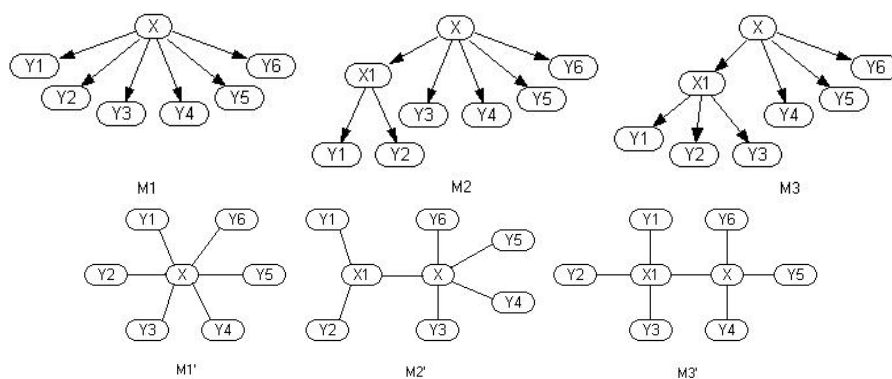 X X X
Y1 Y6 X1 Y6 X1 Y6
Y2 Y5 Y5 Y5
Y3 Y4 Y3 Y4 Y4
Y1 Y2 Y1 Y2 Y3
M1 M2 M3
Y1 Y6 Y1 Y6 Y1 Y6
Y5
Y2 X Y5 X1 X Y2 X1 X Y5
Y4
Y3 Y4 Y2 Y3 Y3 Y4
M1' M2' M3'